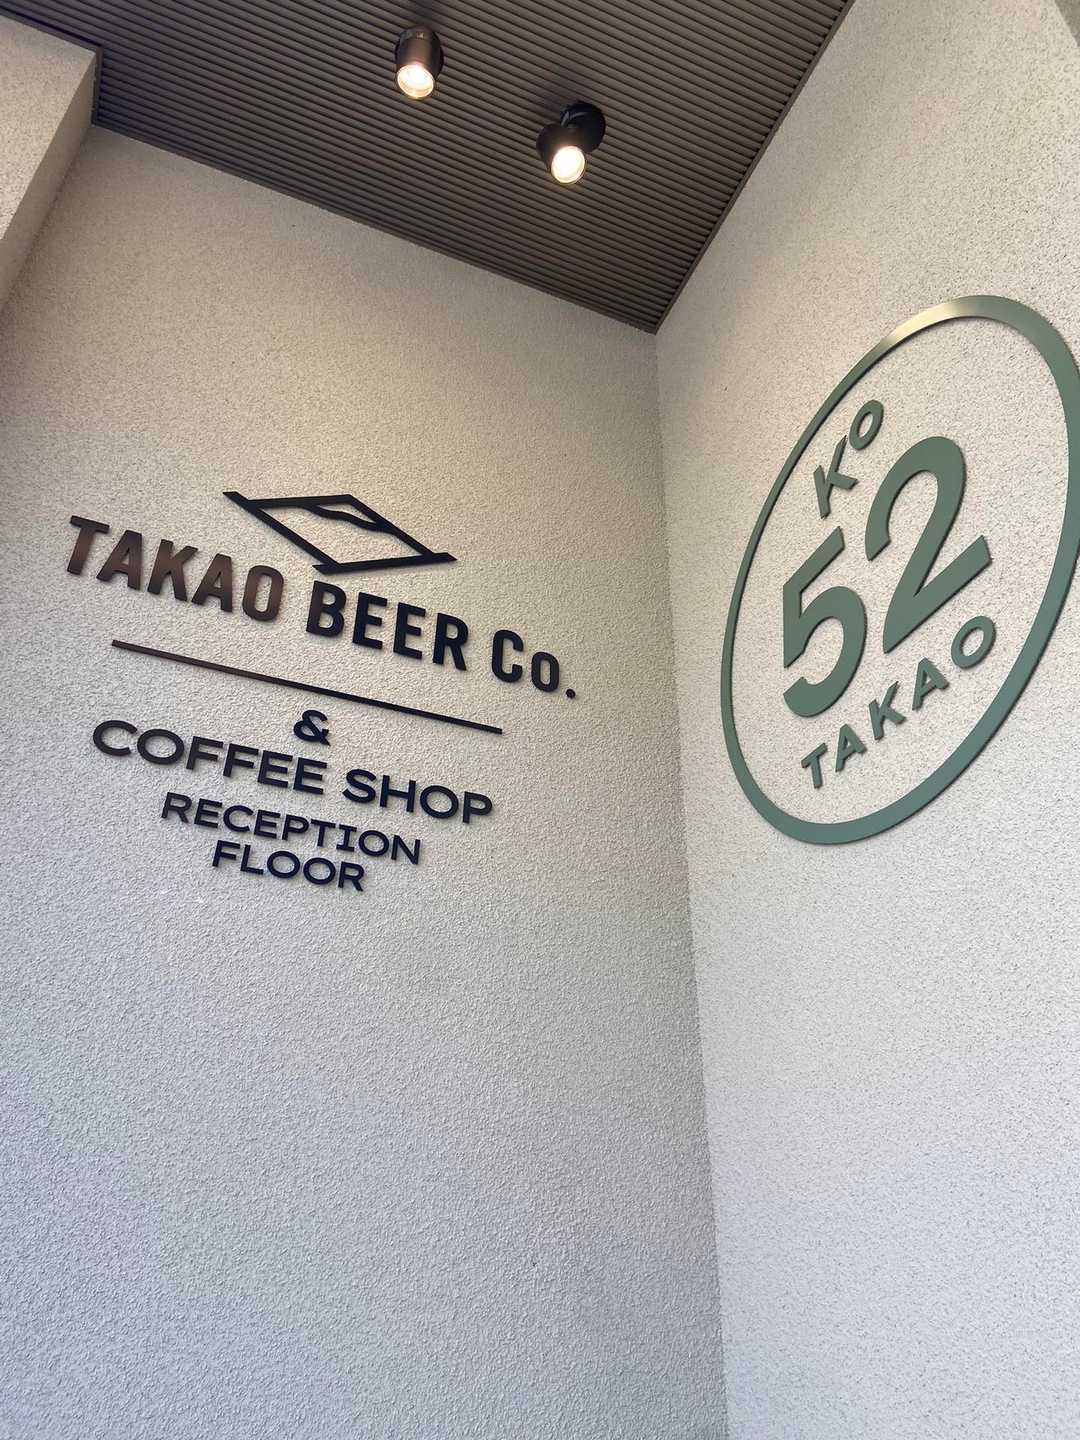 TAKAO BEER Co.
&
COFFEE SHOP
RECEPTION
FLOOR
KO
52
TAKAO